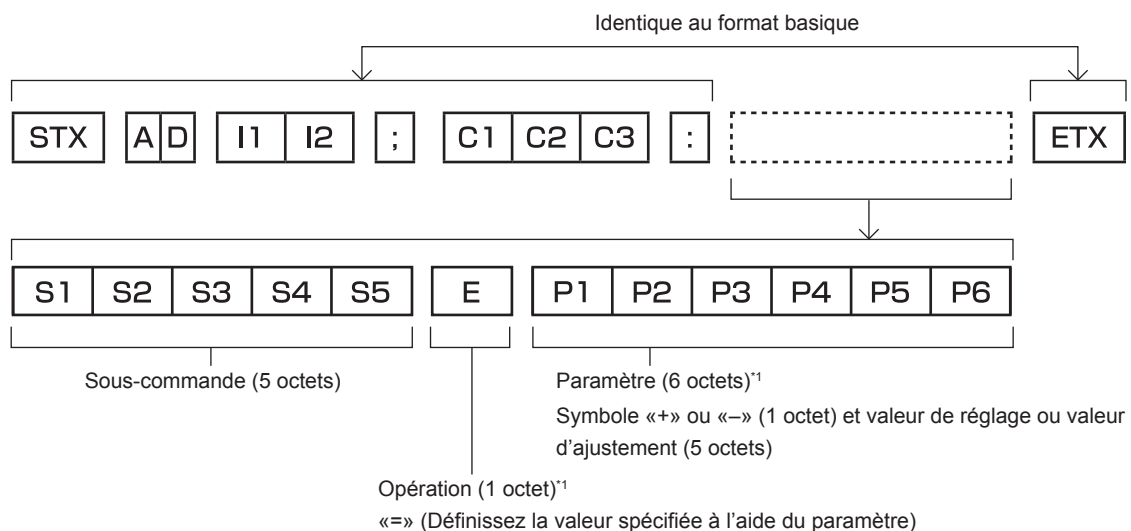 Identique au format basique
STX AD I1 I2 ; C1 C2 C3 : ETX
S1 S2 S3 S4 S5 E P1 P2 P3 P4 P5 P6
Sous-commande (5 octets)
Paramètre (6 octets)*1
Symbole «+» ou «–» (1 octet) et valeur de réglage ou valeur
d’ajustement (5 octets)
Opération (1 octet)*1
«=» (Définissez la valeur spécifiée à l’aide du paramètre)